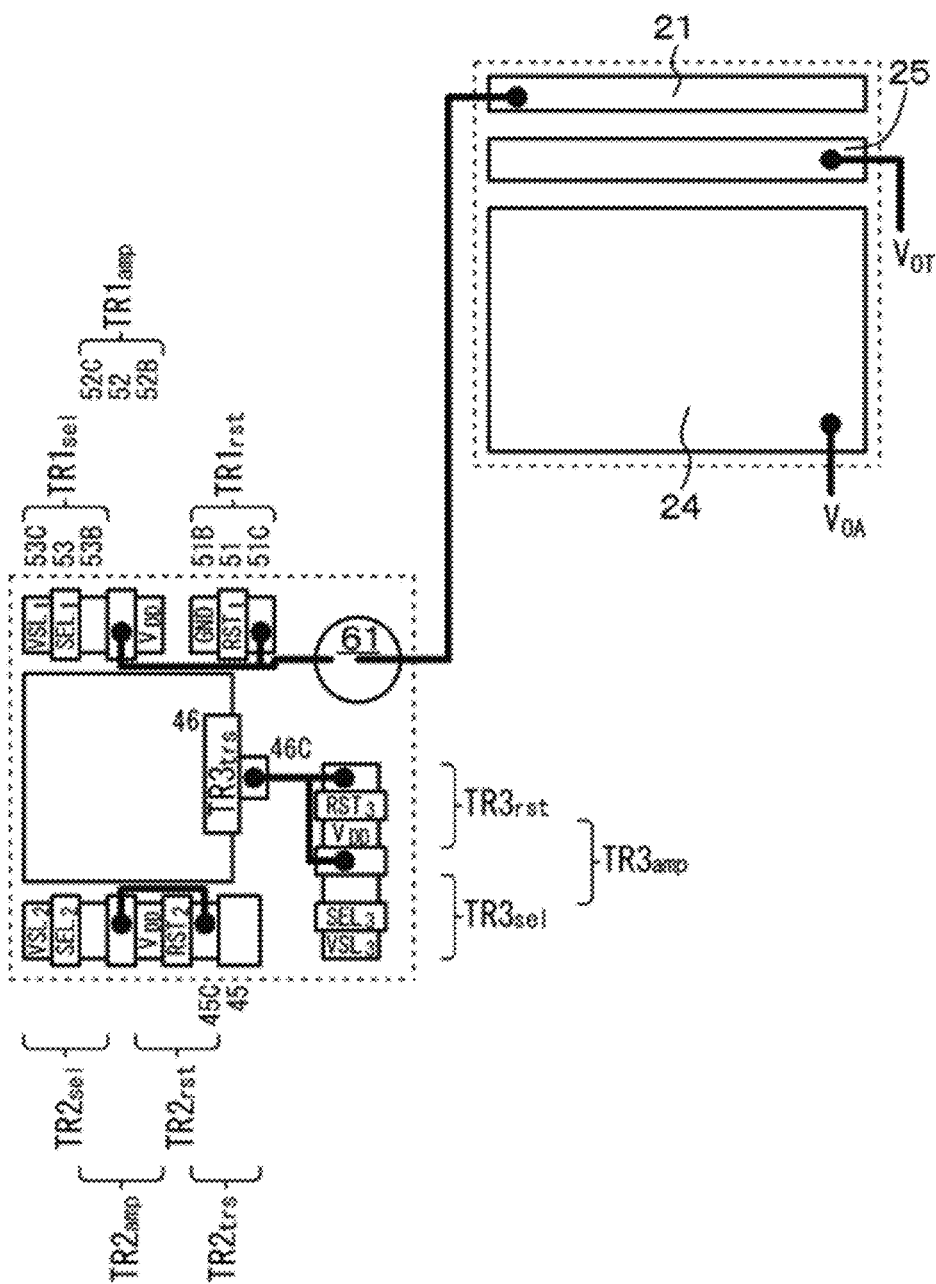 21
25
V_OT
24
V_OA
TR1amp
52C
52
52B
TR1sel
53C
53
53B
TR1rst
51B
51
51C
VSL1
SEL1
VDD
GND
RST1
61
46
TR3trs
46C
RST3
VDD
SEL3
VSL3
TR3rst
TR3amp
TR3sel
VSL2
SEL2
VDD
RST2
45C
45
TR2sel
TR2rst
TR2amp
TR2trs